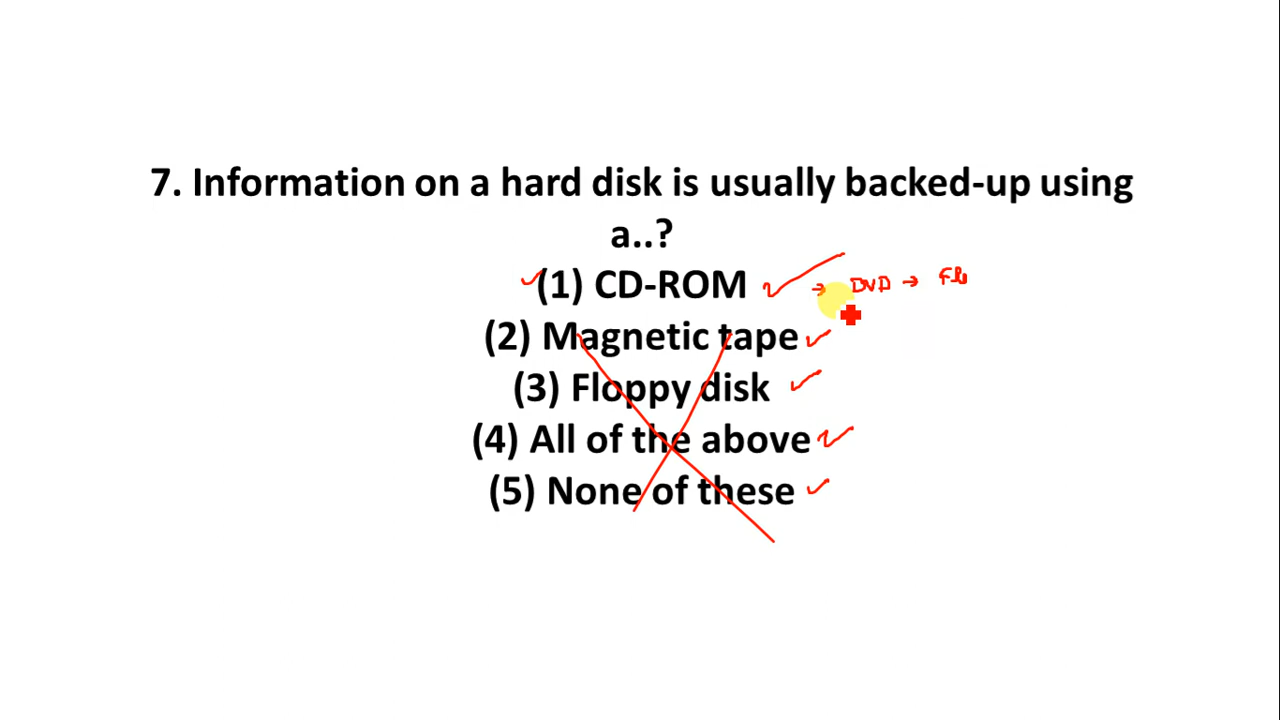 7. Information on a hard disk is usually backed-up using
a..?
(1) CD-ROM → DVD →
(2) Magnetic tape
(3) Floppy disk
(4) All of the above
(5) None of these